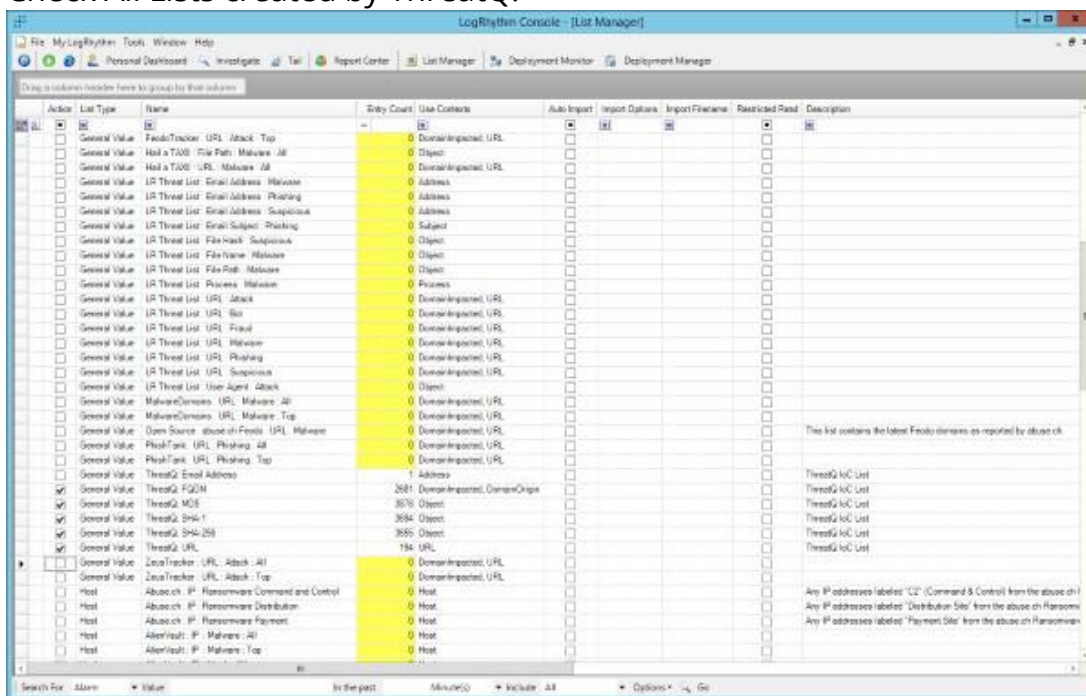 Check All Lists created by ThreatQ.
LogRhythm Console - [List Manager]
File My LogRhythm Tools Window Help
Personal Dashboard Investigate Tail Report Center List Manager Deployment Monitor Deployment Manager
Drag a column header here to group by that column
Action List Type Name Entry Count Use Contexts Auto Import Import Options Import Filename Restricted Read Description
General Value FeodoTracker : URL : Attack : Top 0 DomainImpacted, URL
General Value Hail a TAXII : File Path : Malware : All 0 Object
General Value Hail a TAXII : URL : Malware : All 0 DomainImpacted, URL
General Value LR Threat List : Email Address : Malware 0 Address
General Value LR Threat List : Email Address : Phishing 0 Address
General Value LR Threat List : Email Address : Suspicious 0 Address
General Value LR Threat List : Email Subject : Phishing 0 Subject
General Value LR Threat List : File Hash : Suspicious 0 Object
General Value LR Threat List : File Name : Malware 0 Object
General Value LR Threat List : File Path : Malware 0 Object
General Value LR Threat List : Process : Malware 0 Process
General Value LR Threat List : URL : Attack 0 DomainImpacted, URL
General Value LR Threat List : URL : Bot 0 DomainImpacted, URL
General Value LR Threat List : URL : Fraud 0 DomainImpacted, URL
General Value LR Threat List : URL : Malware 0 DomainImpacted, URL
General Value LR Threat List : URL : Phishing 0 DomainImpacted, URL
General Value LR Threat List : URL : Suspicious 0 DomainImpacted, URL
General Value LR Threat List : User Agent : Attack 0 Object
General Value MalwareDomains : URL : Malware : All 0 DomainImpacted, URL
General Value MalwareDomains : URL : Malware : Top 0 DomainImpacted, URL
General Value Open Source : abuse.ch Feodo : URL : Malware 0 DomainImpacted, URL This list contains the latest Feodo domains as reported by abuse.ch
General Value PhishTank : URL : Phishing : All 0 DomainImpacted, URL
General Value PhishTank : URL : Phishing : Top 0 DomainImpacted, URL
General Value ThreatQ: Email Address 1 Address ThreatQ IoC List
General Value ThreatQ: FQDN 2681 DomainImpacted, DomainOrigin ThreatQ IoC List
General Value ThreatQ: MD5 3678 Object ThreatQ IoC List
General Value ThreatQ: SHA-1 3694 Object ThreatQ IoC List
General Value ThreatQ: SHA-256 3655 Object ThreatQ IoC List
General Value ThreatQ: URL 194 URL ThreatQ IoC List
General Value ZeusTracker : URL : Attack : All 0 DomainImpacted, URL
General Value ZeusTracker : URL : Attack : Top 0 DomainImpacted, URL
Host Abuse.ch : IP : Ransomware Command and Control 0 Host Any IP addresses labeled "C2" (Command & Control) from the abuse.ch
Host Abuse.ch : IP : Ransomware Distribution 0 Host Any IP addresses labeled "Distribution Site" from the abuse.ch
Host Abuse.ch : IP : Ransomware Payment 0 Host Any IP addresses labeled "Payment Site" from the abuse.ch
Host AlienVault : IP : Malware : All 0 Host
Host AlienVault : IP : Malware : Top 0 Host
Search For Alarm Value In the past Minute(s) Include All Options Go